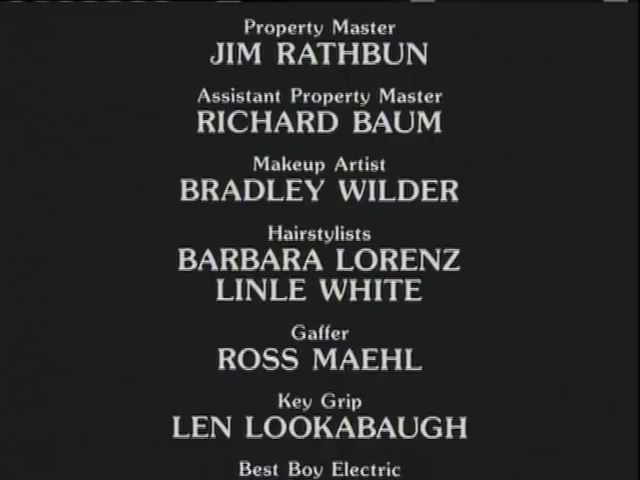 Property Master
JIM RATHBUN
Assistant Property Master
RICHARD BAUM
Makeup Artist
BRADLEY WILDER
Hairstylists
BARBARA LORENZ
LINLE WHITE
Gaffer
ROSS MAEHL
Key Grip
LEN LOOKABAUGH
Best Boy Electric